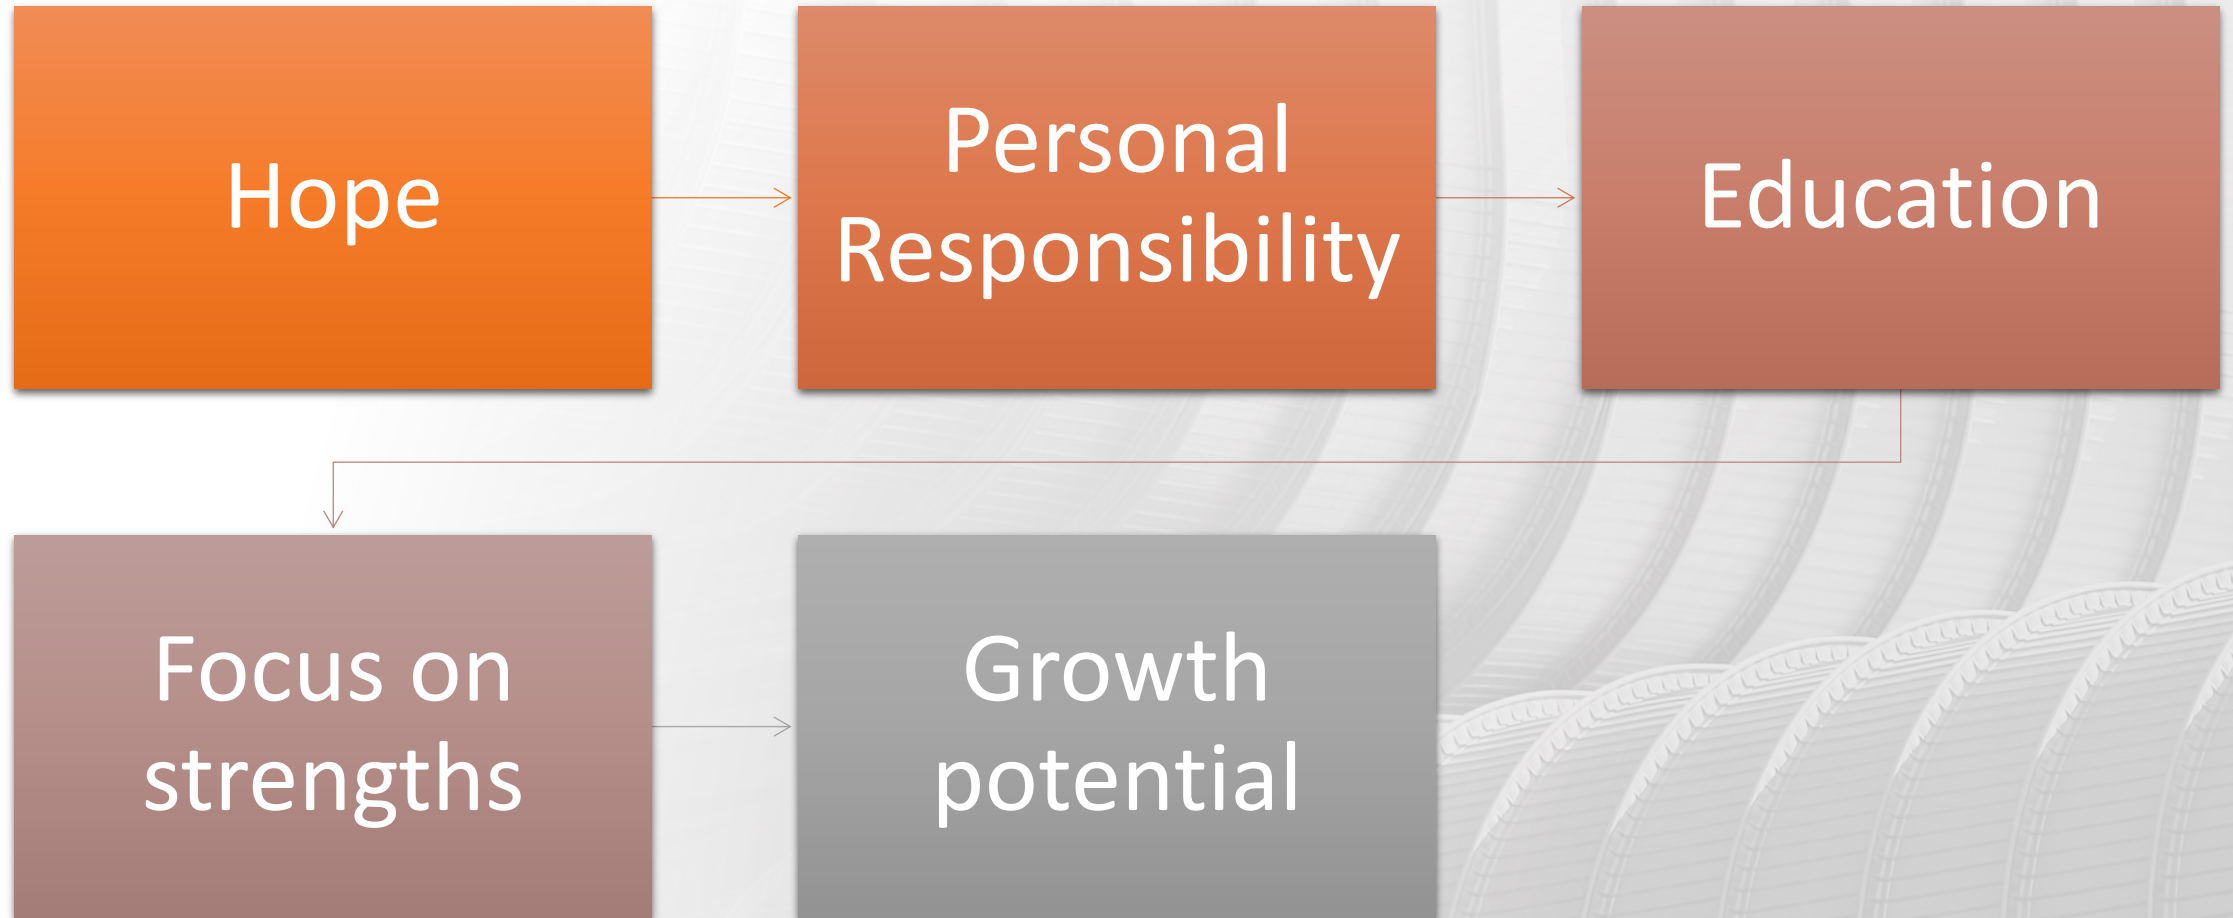 Hope
Personal
Responsibility
Education
Focus on
strengths
Growth
potential